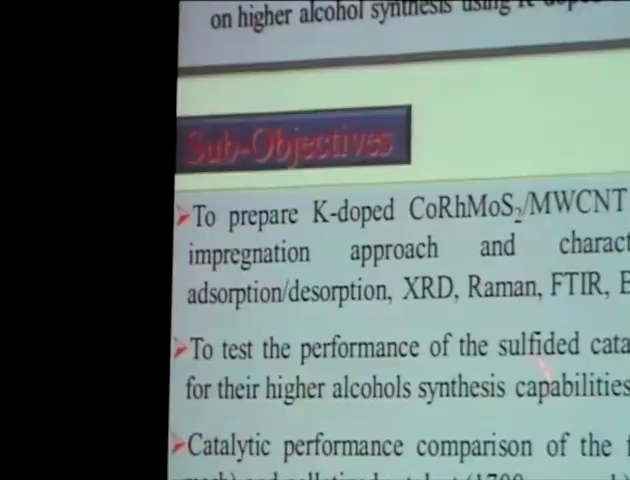 on higher alcohol synthesis using K-doped
Sub-Objectives
➢To prepare K-doped CoRhMoS₂/MWCNT
impregnation approach and charact
adsorption/desorption, XRD, Raman, FTIR, E
➢To test the performance of the sulfided cata
for their higher alcohols synthesis capabilities
➢Catalytic performance comparison of the f